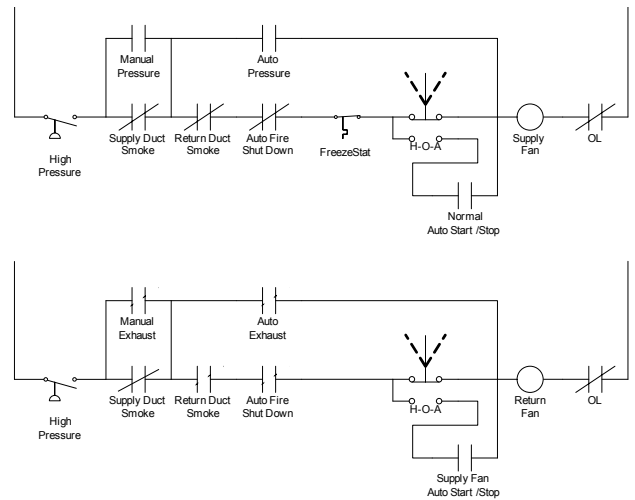 Manual
Pressure
Auto
Pressure
High
Pressure
Supply Duct
Smoke
Return Duct
Smoke
Auto Fire
Shut Down
FreezeStat
H-O-A
Supply
Fan
OL
Normal
Auto Start /Stop
Manual
Exhaust
Auto
Exhaust
High
Pressure
Supply Duct
Smoke
Return Duct
Smoke
Auto Fire
Shut Down
H-O-A
Return
Fan
OL
Supply Fan
Auto Start /Stop